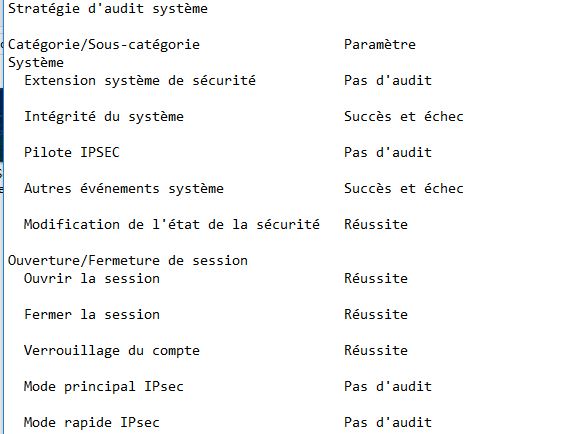 Stratégie d'audit système
Catégorie/Sous-catégorie Paramètre
Système
Extension système de sécurité Pas d'audit
Intégrité du système Succès et échec
Pilote IPSEC Pas d'audit
Autres événements système Succès et échec
Modification de l'état de la sécurité Réussite
Ouverture/Fermeture de session
Ouvrir la session Réussite
Fermer la session Réussite
Verrouillage du compte Réussite
Mode principal IPsec Pas d'audit
Mode rapide IPsec Pas d'audit